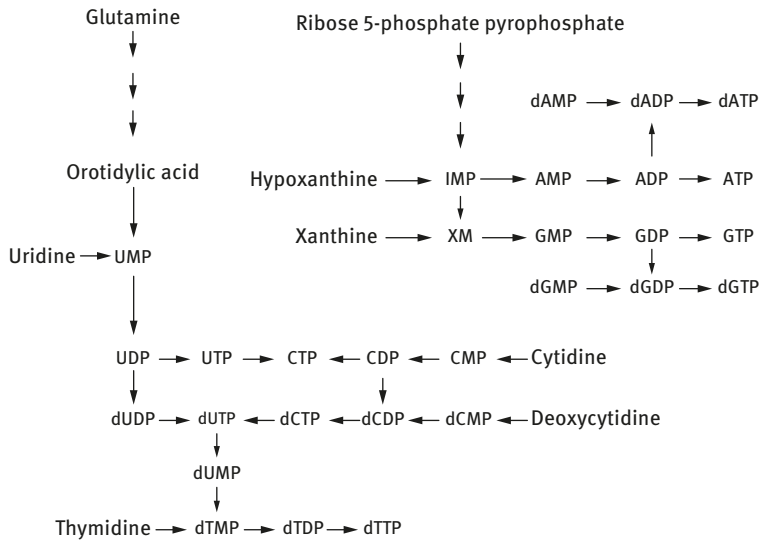 Glutamine
Ribose 5-phosphate pyrophosphate
dAMP dADP dATP
Orotidylic acid
Hypoxanthine IMP AMP ADP ATP
Xanthine XM GMP GDP GTP
Uridine UMP
dGMP dGDP dGTP
UDP UTP CTP CDP CMP Cytidine
dUDP dUTP dCTP dCDP dCMP Deoxycytidine
dUMP
Thymidine dTMP dTDP dTTP